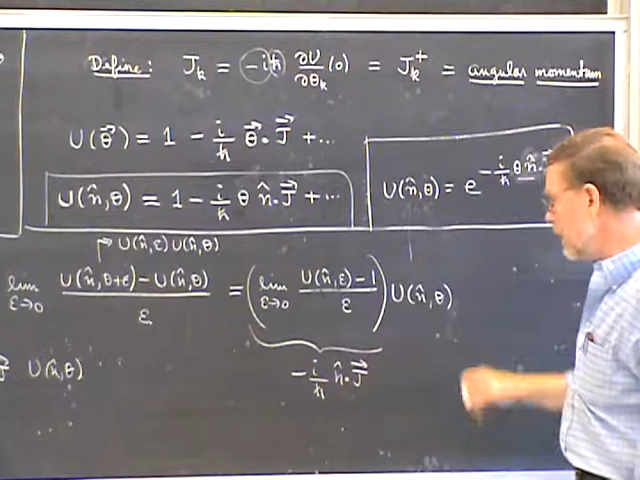 Define: J_k = -iħ ∂U/∂θ_k (0) = J_k^+ = angular momentum
U(θ⃗) = 1 - i/ħ θ⃗·J⃗ + ...
U(n̂,θ) = 1 - i/ħ θ n̂·J⃗ + ...
U(n̂,θ) = e^{-i/ħ θ n̂·J⃗
→ U(n̂,ε) U(n̂,θ)
lim_{ε→0} (U(n̂,θ+ε) - U(n̂,θ))/ε = (lim_{ε→0} (U(n̂,ε) - 1)/ε) U(n̂,θ)
-i/ħ n̂·J⃗
J⃗ U(n̂,θ)